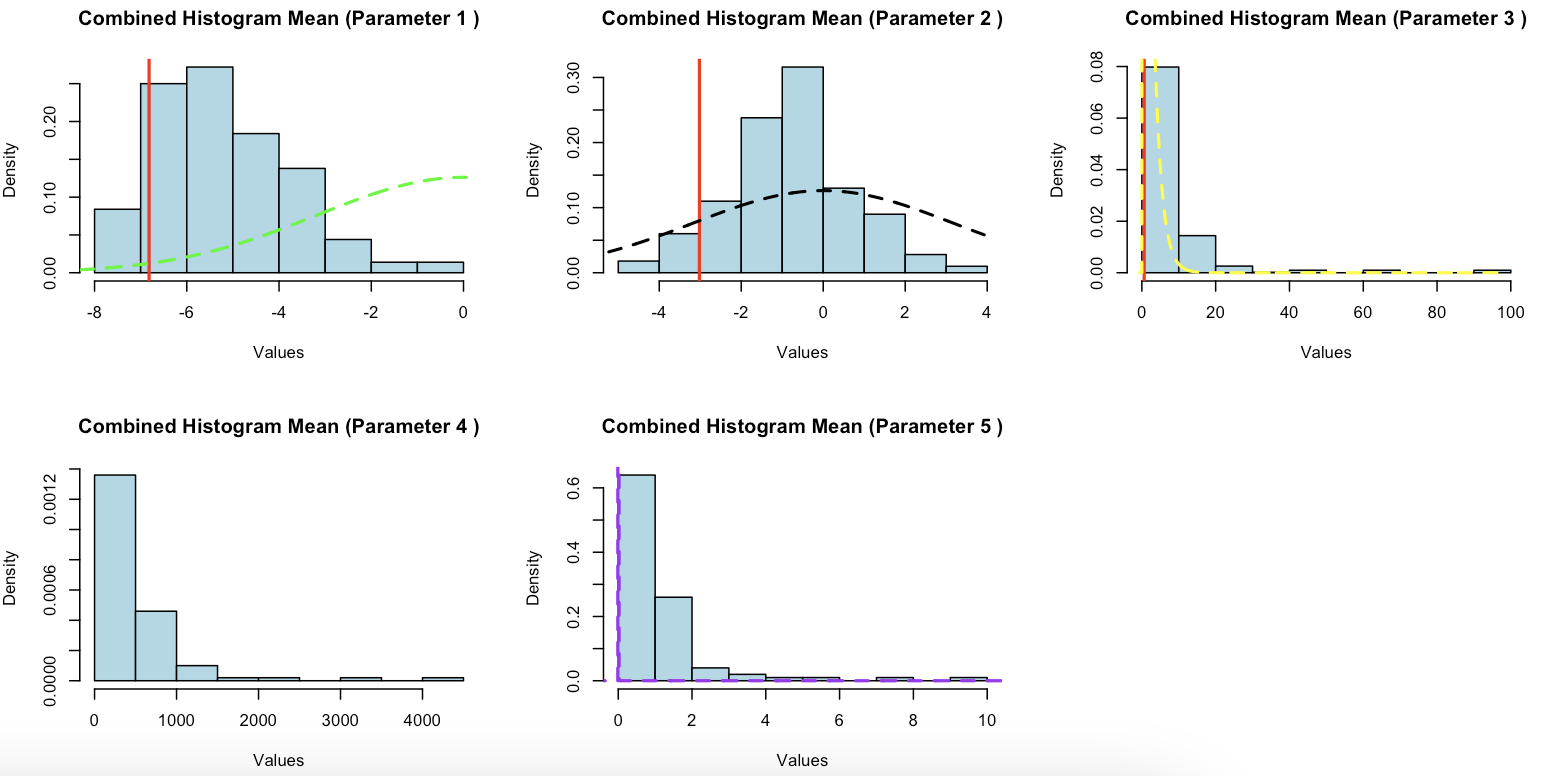 Combined Histogram Mean (Parameter 1 )
Density
0.00 0.10 0.20
-8 -6 -4 -2 0
Values
Combined Histogram Mean (Parameter 2 )
Density
0.00 0.10 0.20 0.30
-4 -2 0 2 4
Values
Combined Histogram Mean (Parameter 3 )
Density
0.00 0.02 0.04 0.06 0.08
0 20 40 60 80 100
Values
Combined Histogram Mean (Parameter 4 )
Density
0.0000 0.0006 0.0012
0 1000 2000 3000 4000
Values
Combined Histogram Mean (Parameter 5 )
Density
0.0 0.2 0.4 0.6
0 2 4 6 8 10
Values